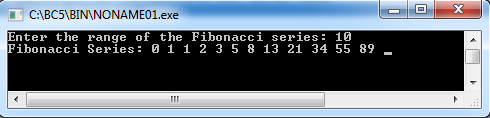 C:\BC5\BIN\NONAME01.exe
Enter the range of the Fibonacci series: 10
Fibonacci Series: 0 1 1 2 3 5 8 13 21 34 55 89 _